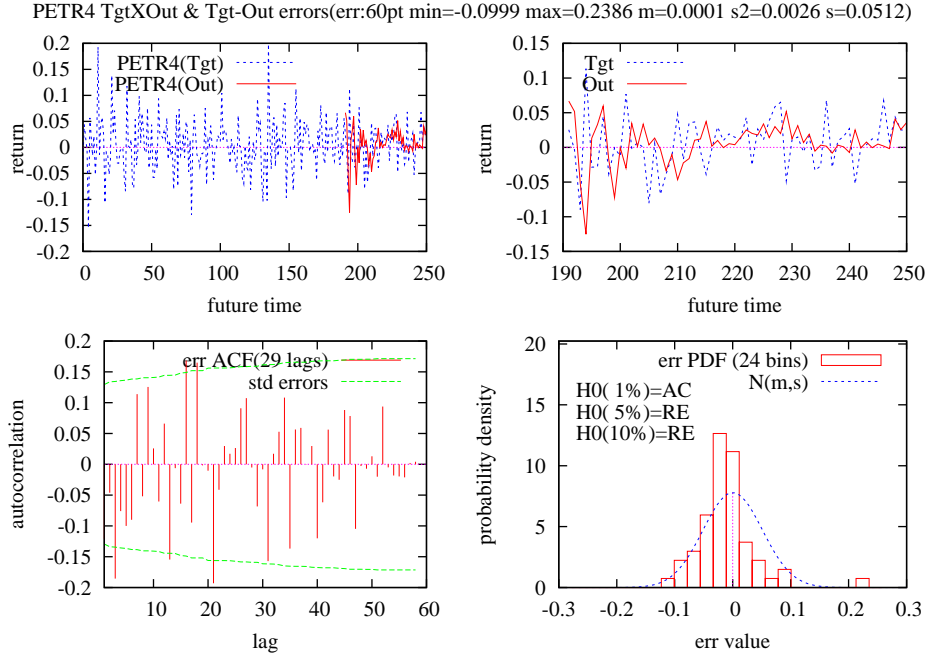 PETR4 TgtXOut & Tgt-Out errors(err:60pt min=-0.0999 max=0.2386 m=0.0001 s2=0.0026 s=0.0512)
0.2
0.15
0.1
0.05
0
-0.05
-0.1
-0.15
-0.2
return
PETR4(Tgt)
PETR4(Out)
0 50 100 150 200 250
future time
0.15
0.1
0.05
0
-0.05
-0.1
-0.15
return
Tgt
Out
190 200 210 220 230 240 250
future time
0.2
0.15
0.1
0.05
0
-0.05
-0.1
-0.15
-0.2
autocorrelation
err ACF(29 lags)
std errors
10 20 30 40 50 60
lag
20
15
10
5
0
probability density
err PDF (24 bins)
N(m,s)
H0( 1%)=AC
H0( 5%)=RE
H0(10%)=RE
-0.3 -0.2 -0.1 0 0.1 0.2 0.3
err value